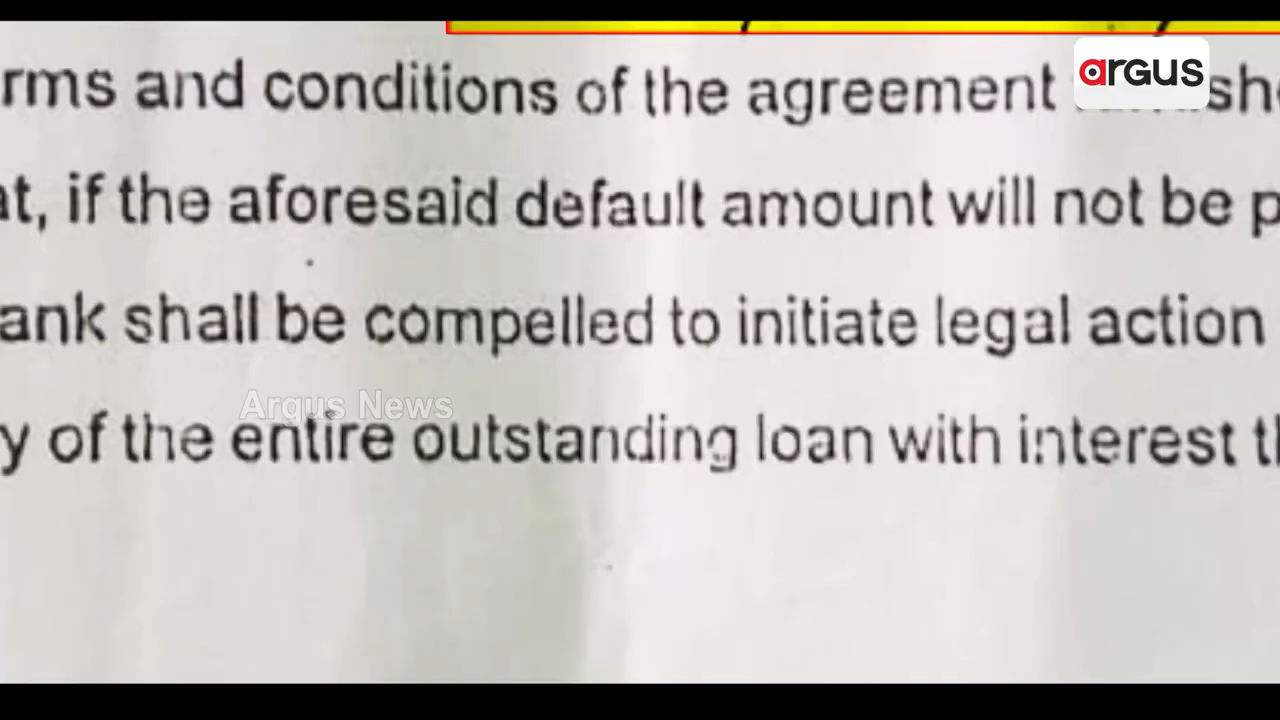 argus
rms and conditions of the agreement
at, if the aforesaid default amount will not be p
ank shall be compelled to initiate legal action
Argus News
y of the entire outstanding loan with interest th